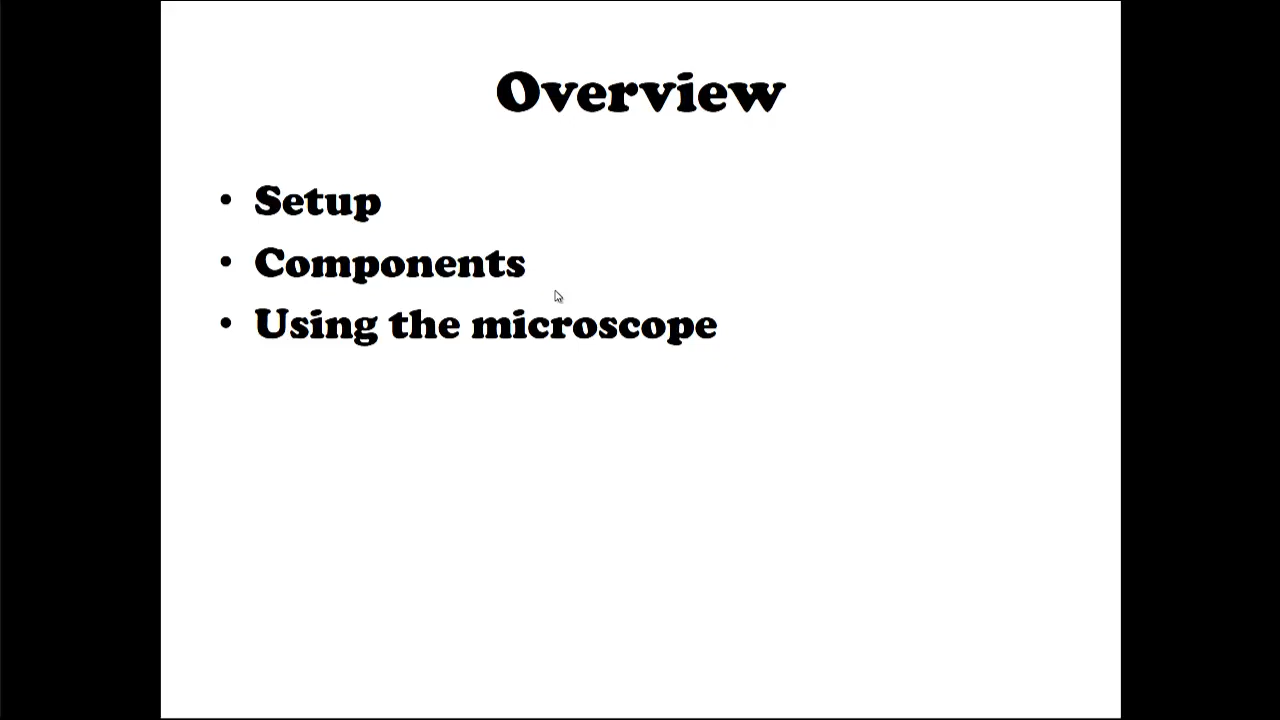 Overview
• Setup
• Components
• Using the microscope